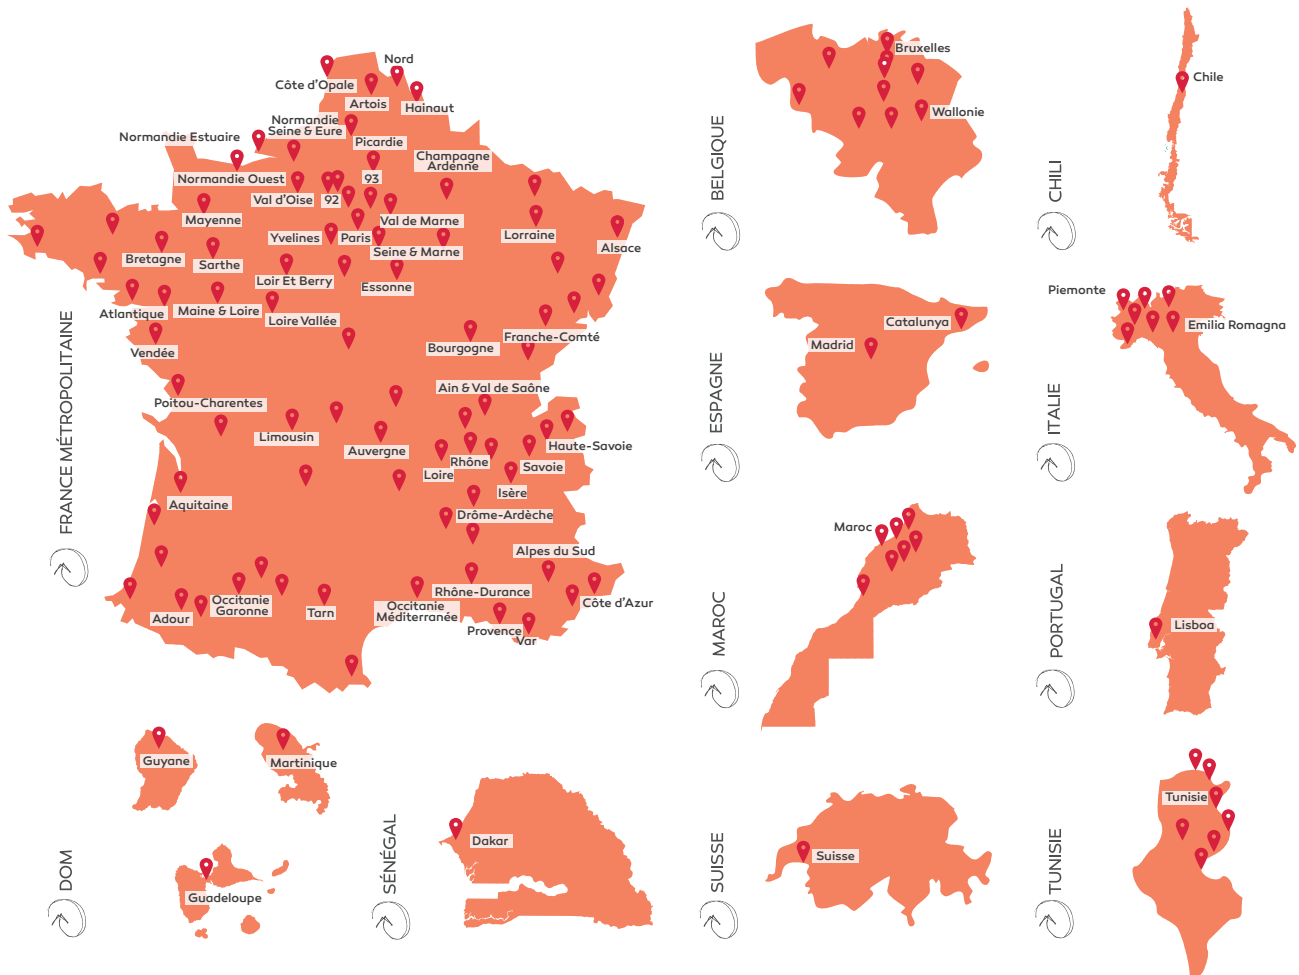 FRANCE MÉTROPOLITAINE
Nord
Côte d'Opale
Artois
Hainaut
Normandie
Seine & Eure
Normandie Estuaire
Picardie
Champagne
Ardenne
Normandie Ouest
93
Val d'Oise
92
Mayenne
Val de Marne
Yvelines
Paris
Lorraine
Alsace
Bretagne
Sarthe
Seine & Marne
Loir Et Berry
Essonne
Atlantique
Maine & Loire
Loire Vallée
Vendée
Bourgogne
Franche-Comté
Ain & Val de Saône
Poitou-Charentes
Limousin
Auvergne
Haute-Savoie
Rhône
Savoie
Loire
Isère
Aquitaine
Drôme-Ardèche
Alpes du Sud
Rhône-Durance
Occitanie
Garonne
Tarn
Occitanie
Méditerranée
Côte d'Azur
Adour
Provence
Var
BELGIQUE
Bruxelles
Wallonie
CHILI
Chile
ESPAGNE
Catalunya
Madrid
ITALIE
Piemonte
Emilia Romagna
MAROC
Maroc
PORTUGAL
Lisboa
DOM
Guyane
Martinique
Guadeloupe
SÉNÉGAL
Dakar
SUISSE
Suisse
TUNISIE
Tunisie